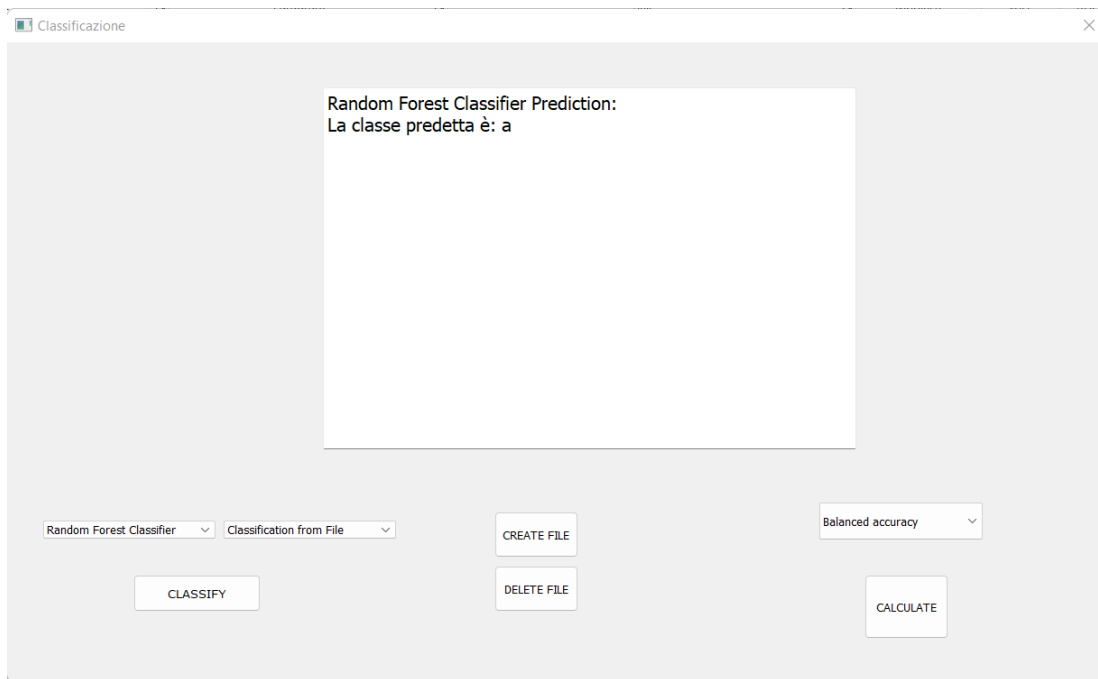 Classificazione
Random Forest Classifier Prediction:
La classe predetta è: a
Random Forest Classifier
Classification from File
CREATE FILE
Balanced accuracy
CLASSIFY
DELETE FILE
CALCULATE